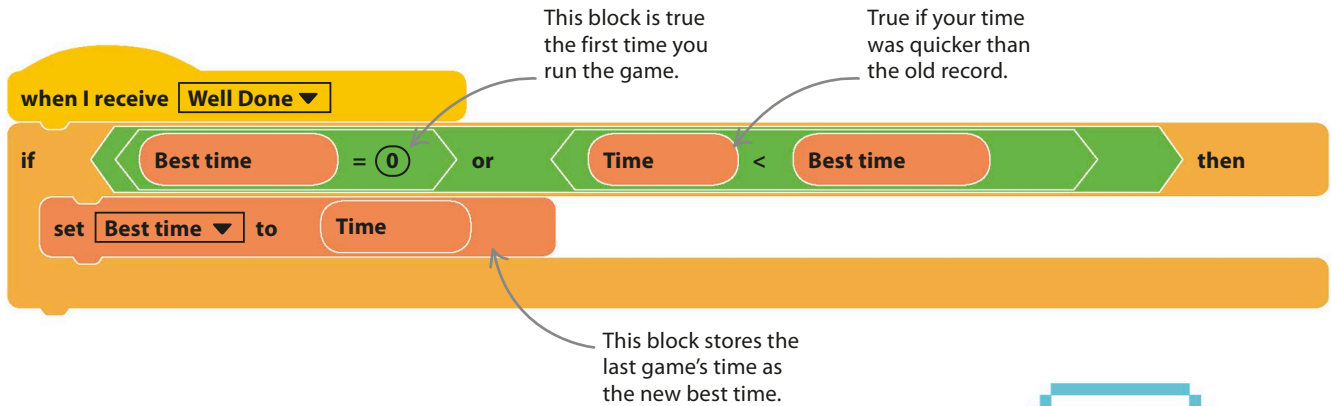 This block is true
the first time you
run the game.
True if your time
was quicker than
the old record.
when I receive Well Done ▼
if Best time = 0 or Time < Best time then
set Best time ▼ to Time
This block stores the
last game's time as
the new best time.